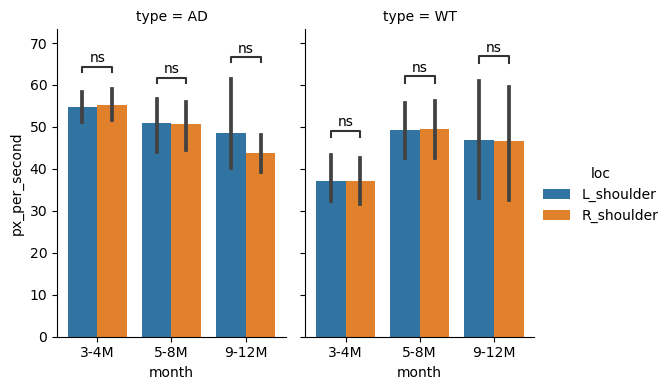 type = AD
type = WT
70
60
50
40
30
20
10
0
px_per_second
ns
ns
ns
ns
ns
ns
3-4M
5-8M
9-12M
month
3-4M
5-8M
9-12M
month
loc
L_shoulder
R_shoulder